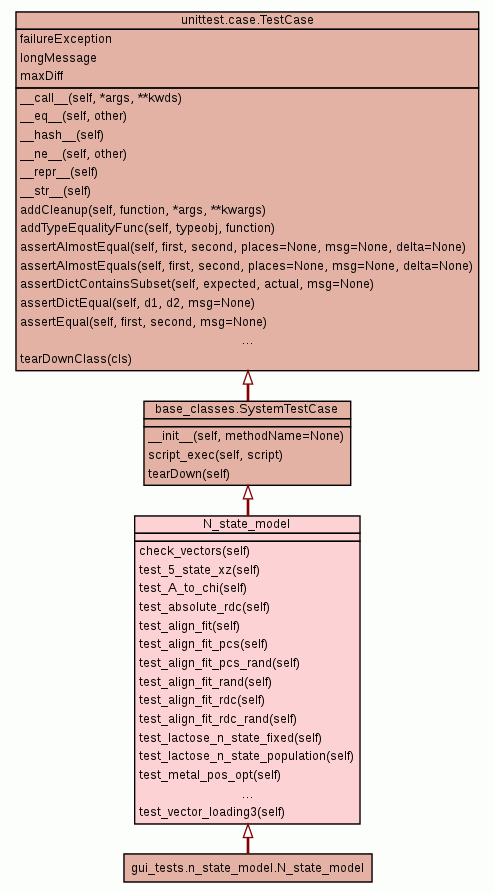 unittest.case.TestCase
failureException
longMessage
maxDiff
__call__(self, *args, **kwds)
__eq__(self, other)
__hash__(self)
__ne__(self, other)
__repr__(self)
__str__(self)
addCleanup(self, function, *args, **kwargs)
addTypeEqualityFunc(self, typeobj, function)
assertAlmostEqual(self, first, second, places=None, msg=None, delta=None)
assertAlmostEquals(self, first, second, places=None, msg=None, delta=None)
assertDictContainsSubset(self, expected, actual, msg=None)
assertDictEqual(self, d1, d2, msg=None)
assertEqual(self, first, second, msg=None)
...
tearDownClass(cls)
base_classes.SystemTestCase
__init__(self, methodName=None)
script_exec(self, script)
tearDown(self)
N_state_model
check_vectors(self)
test_5_state_xz(self)
test_A_to_chi(self)
test_absolute_rdc(self)
test_align_fit(self)
test_align_fit_pcs(self)
test_align_fit_pcs_rand(self)
test_align_fit_rand(self)
test_align_fit_rdc(self)
test_align_fit_rdc_rand(self)
test_lactose_n_state_fixed(self)
test_lactose_n_state_population(self)
test_metal_pos_opt(self)
...
test_vector_loading3(self)
gui_tests.n_state_model.N_state_model